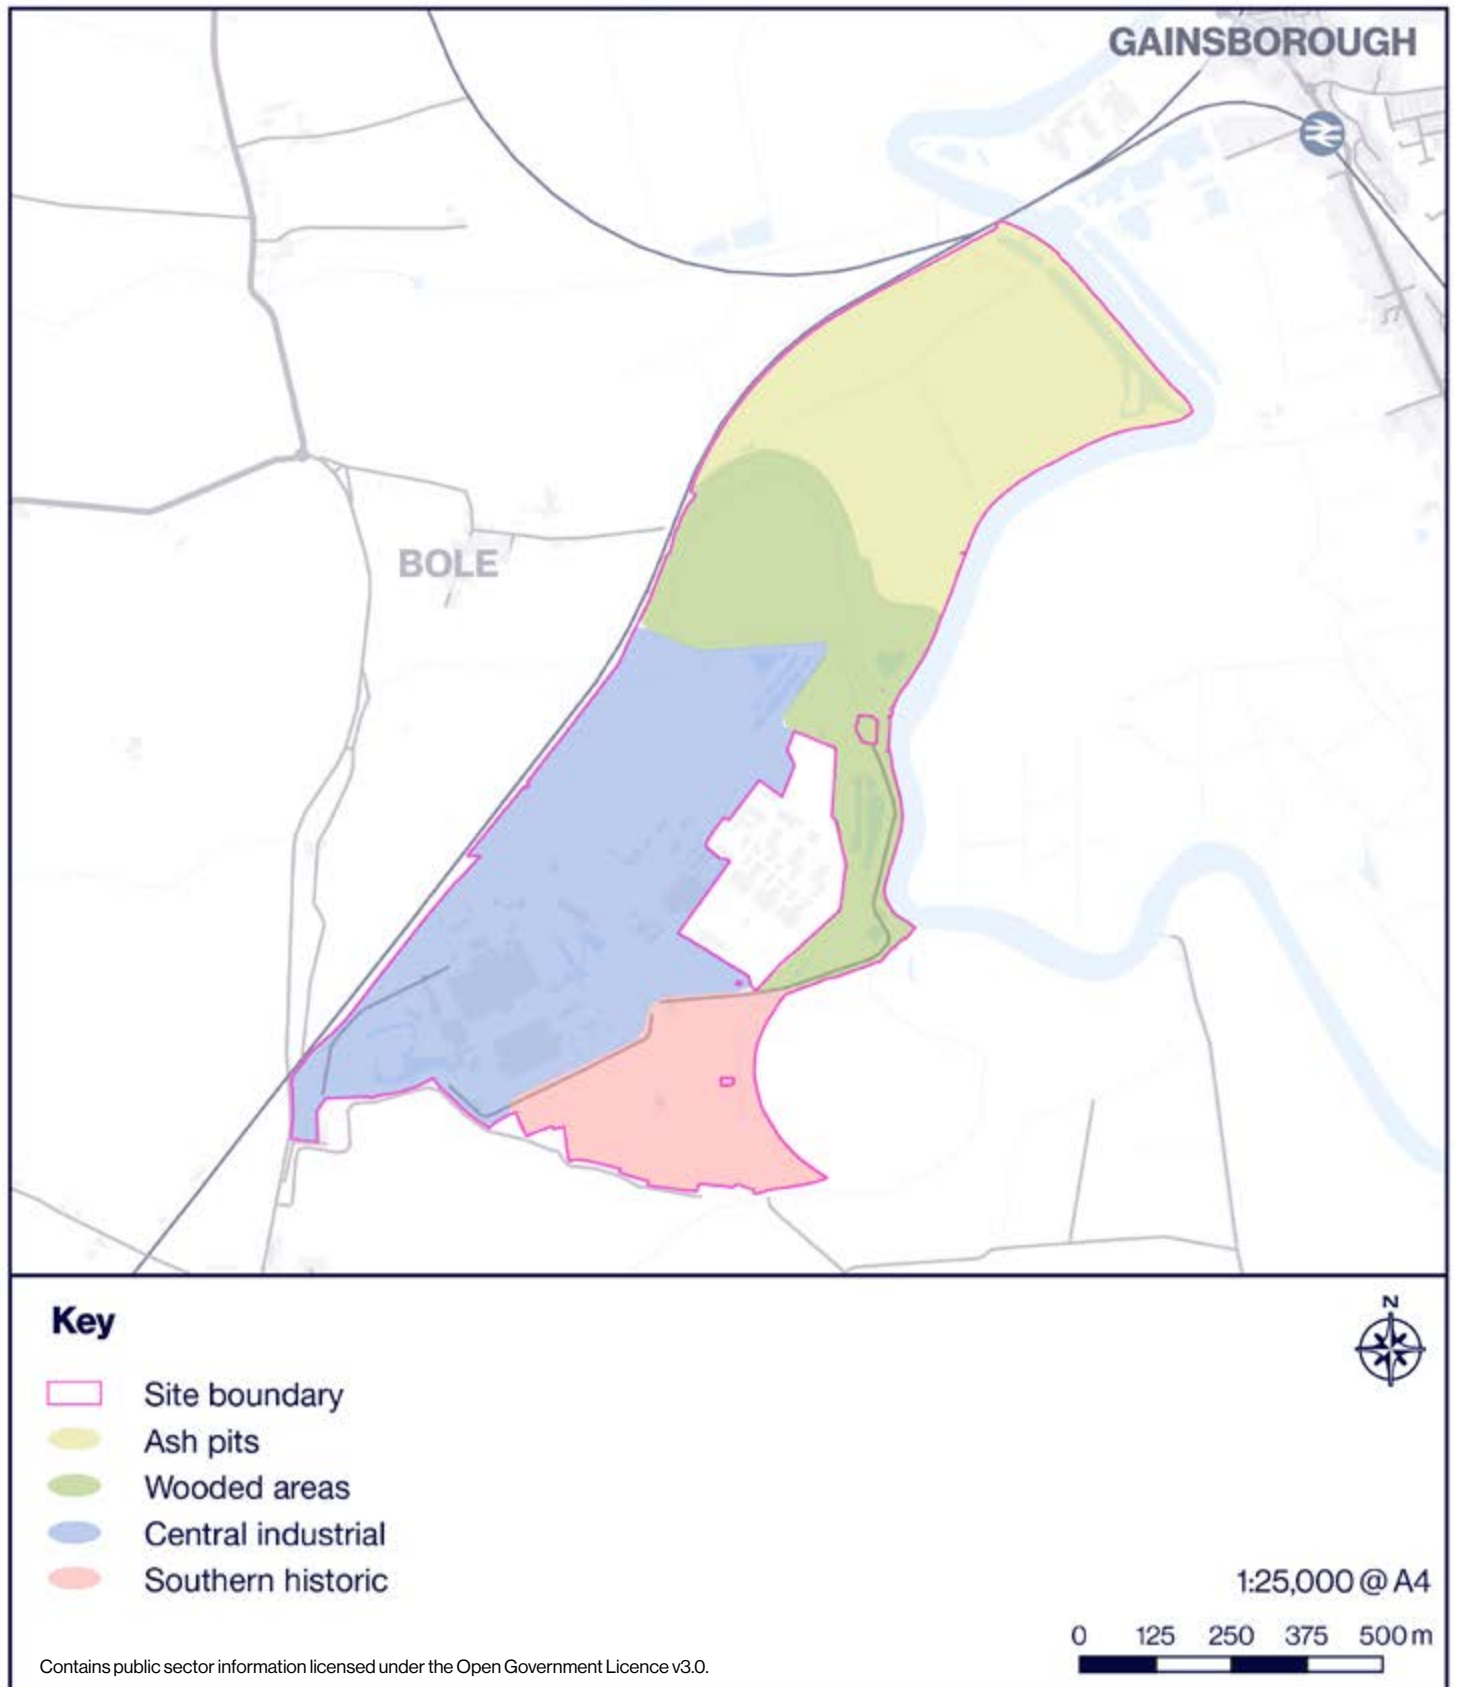 GAINSBOROUGH
BOLE
Key
N
Site boundary
Ash pits
Wooded areas
Central industrial
Southern historic
1:25,000 @ A4
0 125 250 375 500 m
Contains public sector information licensed under the Open Government Licence v3.0.